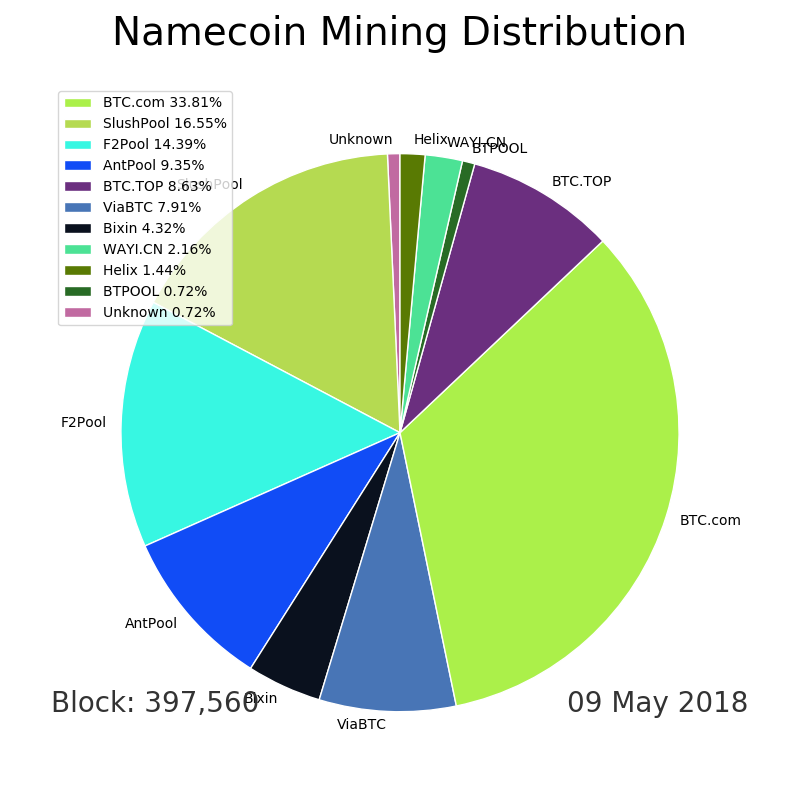 Namecoin Mining Distribution
BTC.com 33.81%
SlushPool 16.55%
F2Pool 14.39%
AntPool 9.35%
BTC.TOP 8.63%
ViaBTC 7.91%
Bixin 4.32%
WAYI.CN 2.16%
Helix 1.44%
BTPOOL 0.72%
Unknown 0.72%
Unknown
Helix
WAYI.CN
BTPOOL
BTC.TOP
SlushPool
F2Pool
BTC.com
AntPool
Bixin
ViaBTC
Block: 397,560
09 May 2018